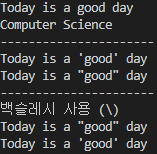 Today is a good day
Computer Science
--------------------
Today is a 'good' day
Today is a "good" day
--------------------
백슬레시 사용 (\)
Today is a "good" day
Today is a 'good' day